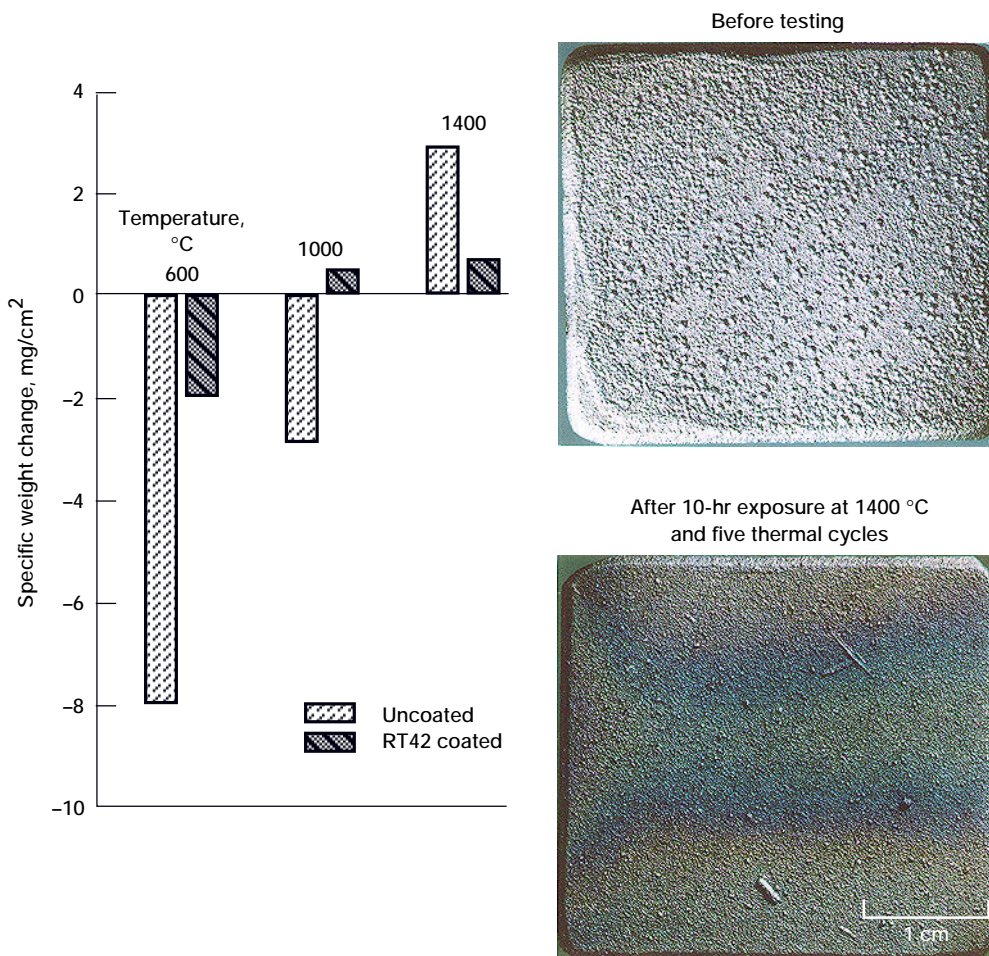 Before testing
4
2
0
−2
−4
−6
−8
−10
Specific weight change, mg/cm²
Temperature,
°C
600
1000
1400
Uncoated
RT42 coated
After 10-hr exposure at 1400 °C
and five thermal cycles
1 cm